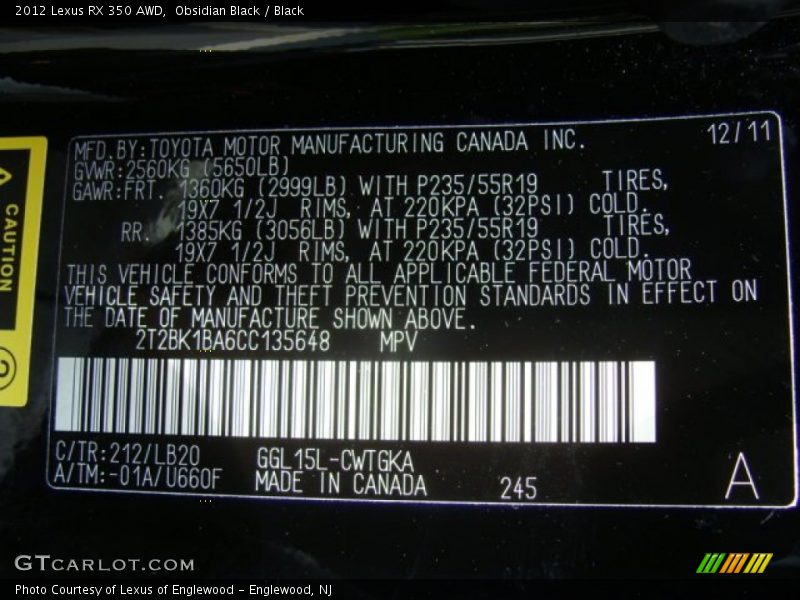 2012 Lexus RX 350 AWD,  Obsidian Black / Black
MFD.BY:TOYOTA MOTOR MANUFACTURING CANADA INC. 12/11
GVWR:2560KG (5650LB)
GAWR:FRT. 1360KG (2999LB) WITH P235/55R19 TIRES,
19X7 1/2J RIMS, AT 220KPA (32PSI) COLD.
RR. 1385KG (3056LB) WITH P235/55R19 TIRES,
19X7 1/2J RIMS, AT 220KPA (32PSI) COLD.
THIS VEHICLE CONFORMS TO ALL APPLICABLE FEDERAL MOTOR
VEHICLE SAFETY AND THEFT PREVENTION STANDARDS IN EFFECT ON
THE DATE OF MANUFACTURE SHOWN ABOVE.
2T2BK1BA6CC135648 MPV
C/TR:212/LB20 GGL15L-CWTGKA
A/TM:-01A/U660F MADE IN CANADA 245 A
CAUTION
2
GTCARLOT.COM
Photo Courtesy of Lexus of Englewood – Englewood, NJ